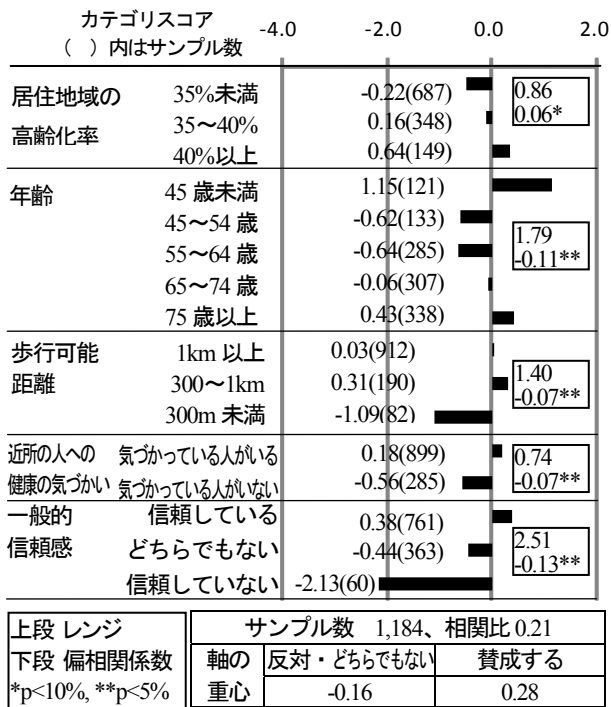 カテゴリスコア
（　）内はサンプル数
-4.0 -2.0 0.0 2.0
居住地域の高齢化率
35%未満 -0.22(687)
35～40% 0.16(348)
40%以上 0.64(149)
0.86
0.06*
年齢
45 歳未満 1.15(121)
45～54 歳 -0.62(133)
55～64 歳 -0.64(285)
65～74 歳 -0.06(307)
75 歳以上 0.43(338)
1.79
-0.11**
歩行可能距離
1km 以上 0.03(912)
300～1km 0.31(190)
300m 未満 -1.09(82)
1.40
-0.07**
近所の人への健康の気づかい
気づかっている人がいる 0.18(899)
気づかっている人がいない -0.56(285)
0.74
-0.07**
一般的信頼感
信頼している 0.38(761)
どちらでもない -0.44(363)
信頼していない -2.13(60)
2.51
-0.13**
上段 レンジ
下段 偏相関係数
*p<10%, **p<5%
サンプル数 1,184、相関比 0.21
軸の重心 反対・どちらでもない 賛成する
-0.16 0.28